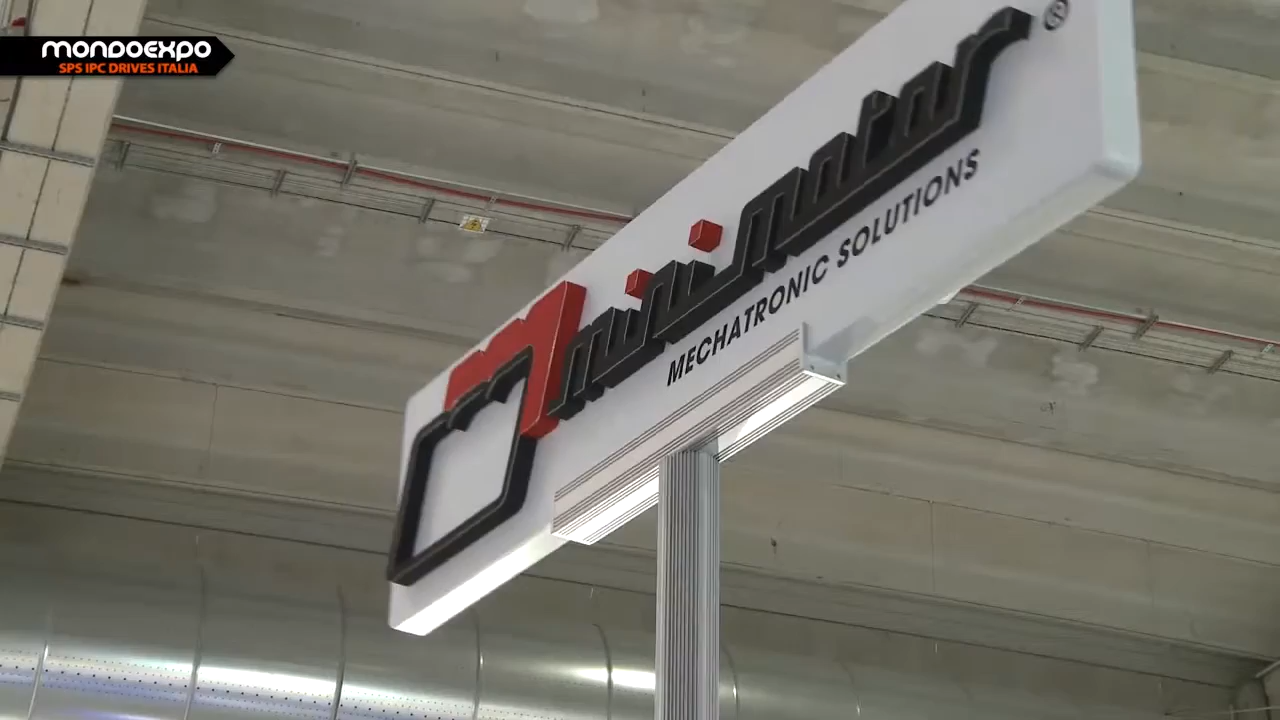 MONDOEXPO
SPS IPC DRIVES ITALIA
minimotor®
MECHATRONIC SOLUTIONS